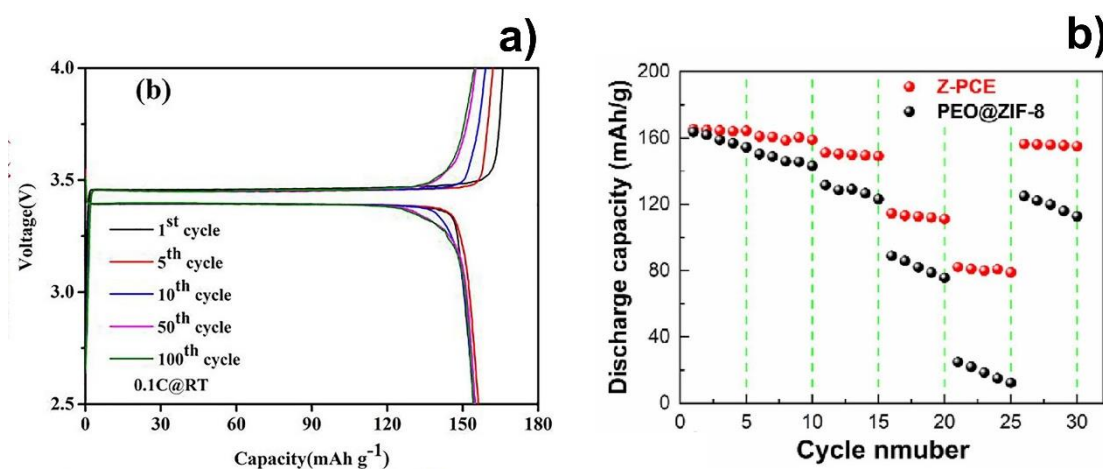 a)
(b)
4.0
3.5
3.0
2.5
Voltage(V)
1st cycle
5th cycle
10th cycle
50th cycle
100th cycle
0.1C@RT
0 30 60 90 120 150 180
Capacity(mAh g-1)
b)
200
160
120
80
40
0
Discharge capacity (mAh/g)
Z-PCE
PEO@ZIF-8
0 5 10 15 20 25 30
Cycle nmuber